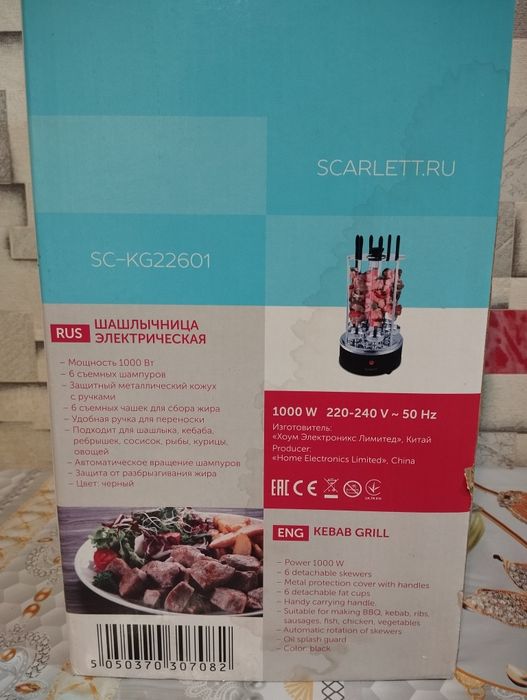 SCARLETT.RU
SC-KG22601
RUS ШАШЛЫЧНИЦА
ЭЛЕКТРИЧЕСКАЯ
– Мощность 1000 Вт
– 6 съемных шампуров
– Защитный металлический кожух
с ручками
– 6 съемных чашек для сбора жира
– Удобная ручка для переноски
– Подходит для шашлыка, кебаба,
ребрышек, сосисок, рыбы, курицы,
овощей
– Автоматическое вращение шампуров
– Защита от разбрызгивания жира
– Цвет: черный
1000 W 220-240 V ~ 50 Hz
Изготовитель:
«Хоум Электроникс Лимитед», Китай
Producer:
«Home Electronics Limited», China
EAC CE
ENG KEBAB GRILL
– Power 1000 W
– 6 detachable skewers
– Metal protection cover with handles
– 6 detachable fat cups
– Handy carrying handle
– Suitable for making BBQ, kebab, ribs,
sausages, fish, chicken, vegetables
– Automatic rotation of skewers
– Oil splash guard
– Color: black
5 050370 307082